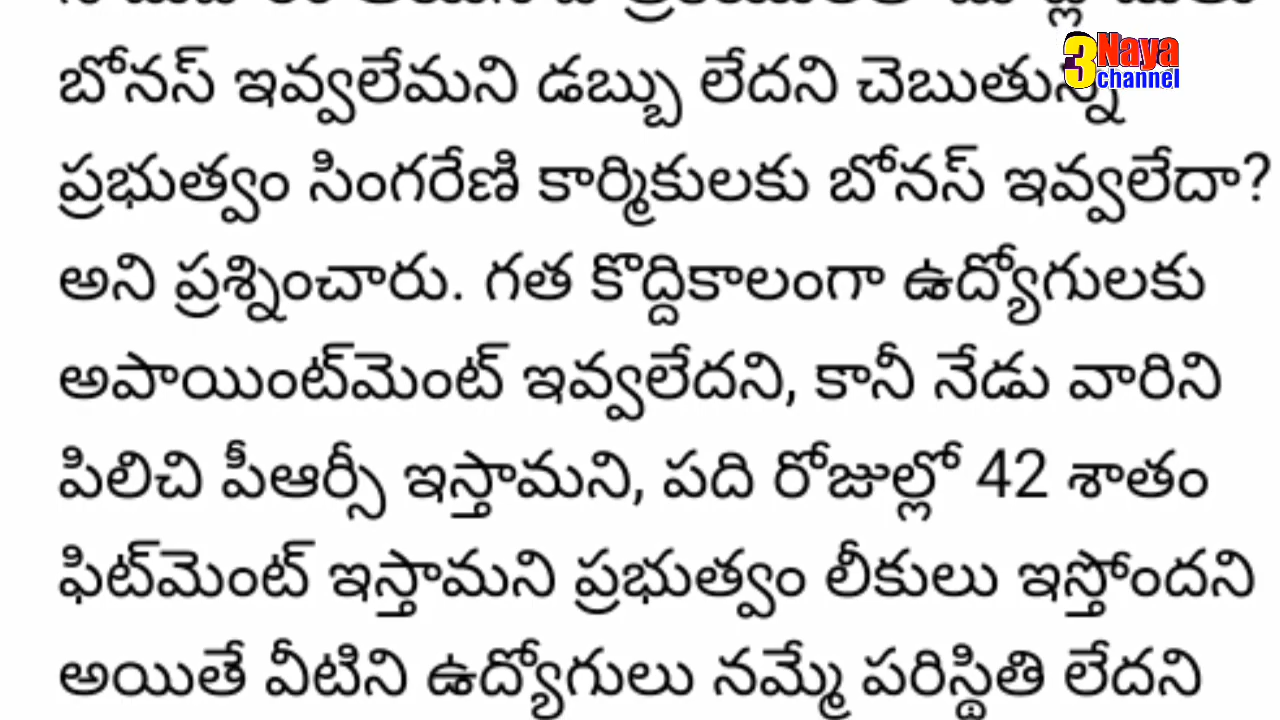 3 Naya
channel
బోనస్ ఇవ్వలేమని డబ్బు లేదని చెబుతున్న
ప్రభుత్వం సింగరేణి కార్మికులకు బోనస్ ఇవ్వలేదా?
అని ప్రశ్నించారు. గత కొద్దికాలంగా ఉద్యోగులకు
అపాయింట్‌మెంట్ ఇవ్వలేదని, కానీ నేడు వారిని
పిలిచి పీఆర్సీ ఇస్తామని, పది రోజుల్లో 42 శాతం
ఫిట్‌మెంట్ ఇస్తామని ప్రభుత్వం లీకులు ఇస్తోందని
అయితే వీటిని ఉద్యోగులు నమ్మే పరిస్థితి లేదని